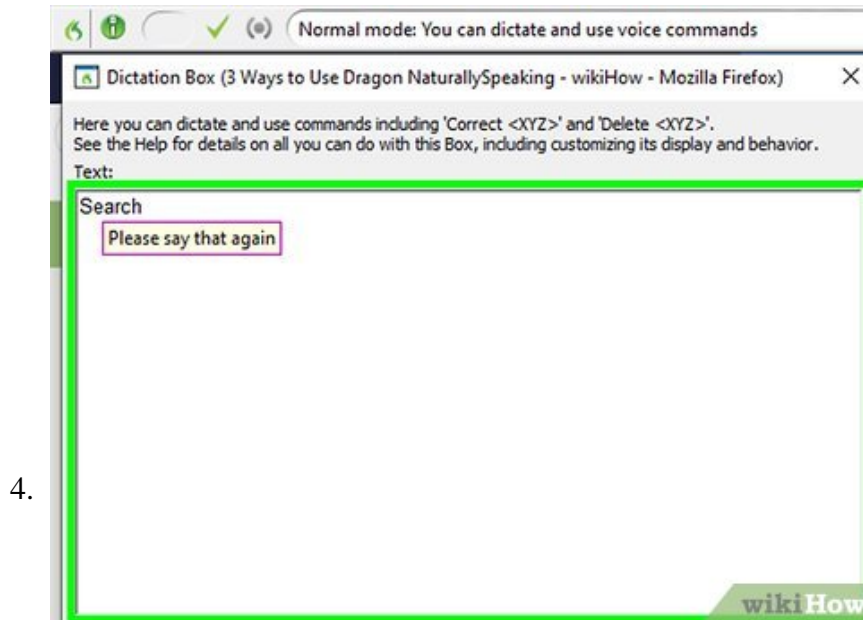 Normal mode: You can dictate and use voice commands
Dictation Box (3 Ways to Use Dragon NaturallySpeaking - wikiHow - Mozilla Firefox)
Here you can dictate and use commands including 'Correct <XYZ>' and 'Delete <XYZ>'.
See the Help for details on all you can do with this Box, including customizing its display and behavior.
Text:
Search
Please say that again
4.
wikiHow